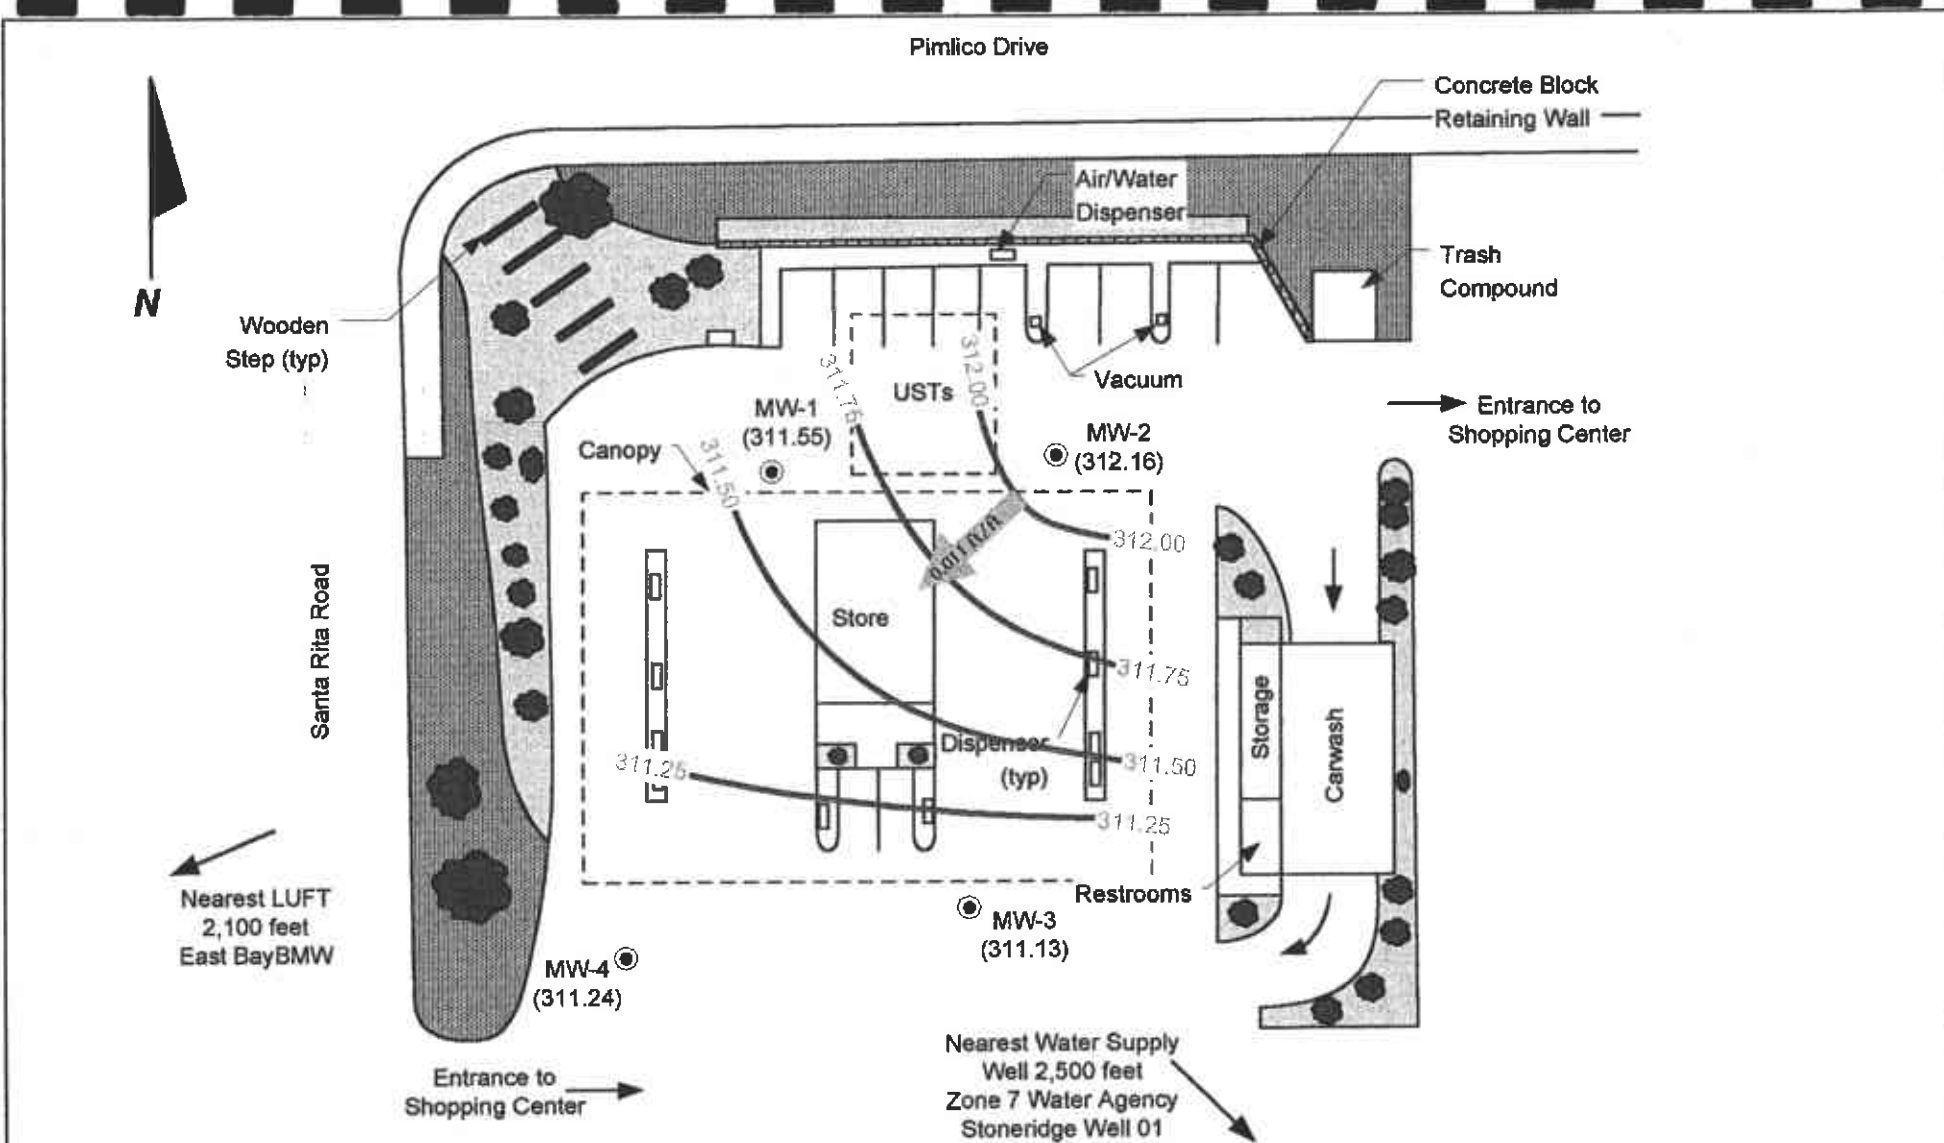 Pimlico Drive
Concrete Block
Retaining Wall
Air/Water
Dispenser
Trash
Compound
N
Wooden
Step (typ)
312.00
311.75
USTs
Vacuum
MW-1
(311.55)
Entrance to
Shopping Center
MW-2
(312.16)
Canopy
311.50
0.011 ft/ft
312.00
Santa Rita Road
Store
311.75
Storage
Carwash
Dispenser
(typ)
311.25
311.50
311.25
Restrooms
Nearest LUFT
2,100 feet
East BayBMW
MW-3
(311.13)
MW-4
(311.24)
Nearest Water Supply
Well 2,500 feet
Zone 7 Water Agency
Stoneridge Well 01
Entrance to
Shopping Center